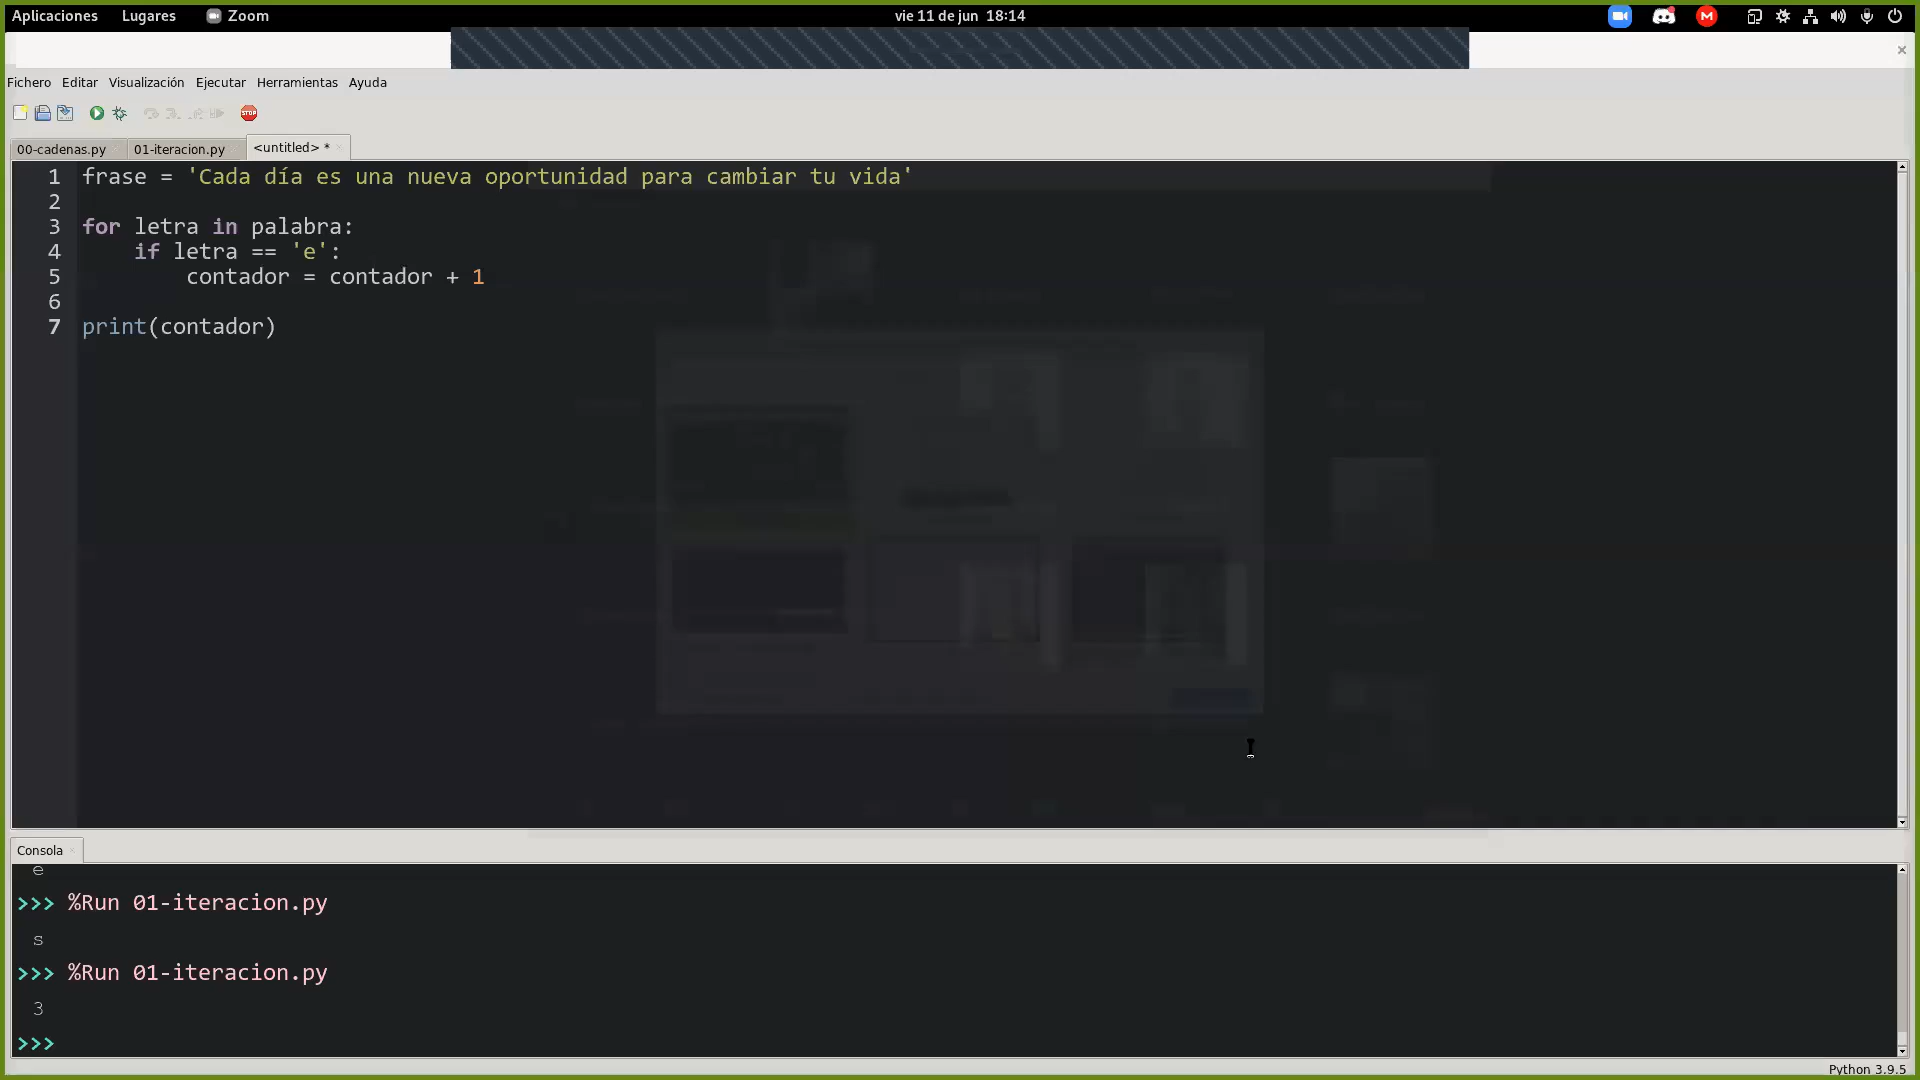 Aplicaciones Lugares Zoom vie 11 de jun 18:14
Fichero Editar Visualización Ejecutar Herramientas Ayuda
STOP
00-cadenas.py 01-iteracion.py <untitled> *
1 frase = 'Cada día es una nueva oportunidad para cambiar tu vida'
2
3 for letra in palabra:
4     if letra == 'e':
5         contador = contador + 1
6
7 print(contador)
Consola
e
>>> %Run 01-iteracion.py
s
>>> %Run 01-iteracion.py
3
>>>
Python 3.9.5